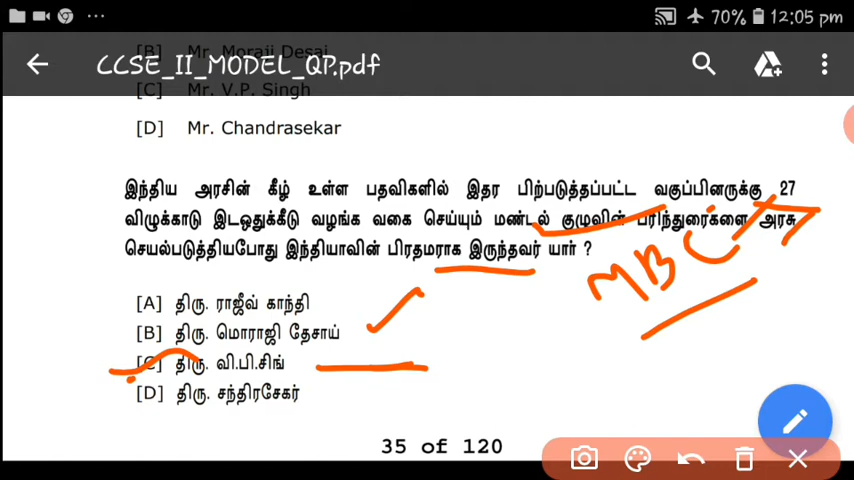 70% 12:05 pm
[B] Mr. Moraji Desai
CCSE_II_MODEL_QP.pdf
[C] Mr. V.P. Singh
[D] Mr. Chandrasekar
இந்திய அரசின் கீழ் உள்ள பதவிகளில் இதர பிற்படுத்தப்பட்ட வகுப்பினருக்கு 27
விழுக்காடு இடஒதுக்கீடு வழங்க வகை செய்யும் மண்டல் குழுவின் பரிந்துரைகளை அரசு
செயல்படுத்தியபோது இந்தியாவின் பிரதமராக இருந்தவர் யார் ?
MBC
[A] திரு. ராஜீவ் காந்தி
[B] திரு. மொராஜி தேசாய்
[C] திரு. வி.பி.சிங்
[D] திரு. சந்திரசேகர்
35 of 120